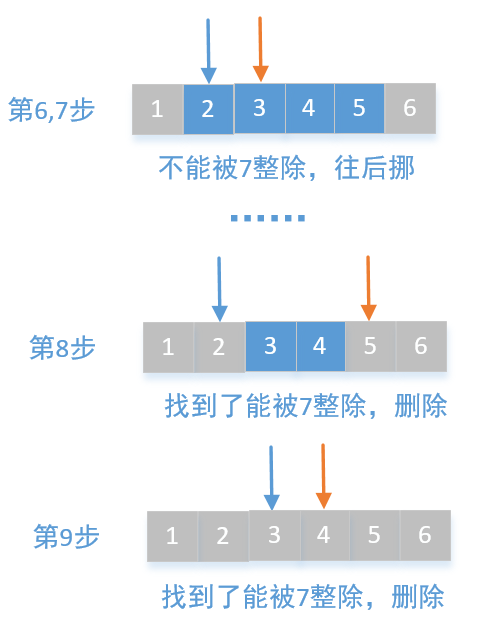 第6,7步
1 2 3 4 5 6
不能被7整除，往后挪
......
第8步
1 2 3 4 5 6
找到了能被7整除，删除
第9步
1 2 3 4 5 6
找到了能被7整除，删除